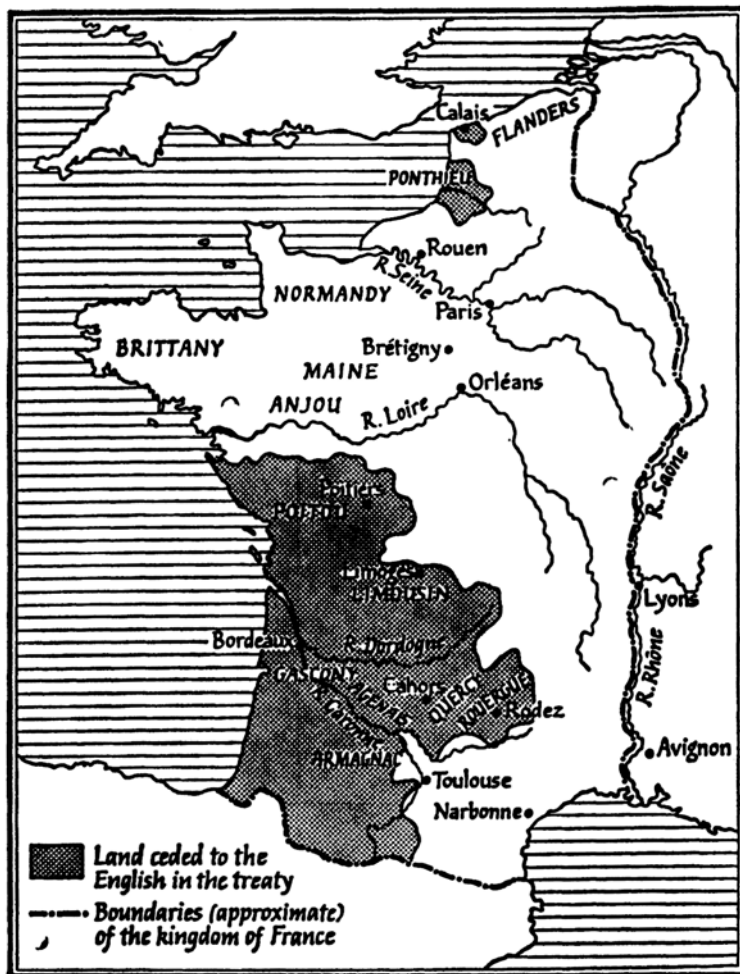 Calais
FLANDERS
PONTHIEU
Rouen
R. Seine
NORMANDY
Paris
BRITTANY
Brétigny
MAINE
Orléans
ANJOU
R. Loire
Poitiers
POITOU
R. Saône
Limoges
LIMOUSIN
Lyons
Bordeaux
R. Dordogne
GASCONY
AGENAIS
Cahors
QUERCY
ROUERGUE
R. Rhône
R. Garonne
Rodez
Avignon
ARMAGNAC
Toulouse
Narbonne
Land ceded to the
English in the treaty
Boundaries (approximate)
of the kingdom of France